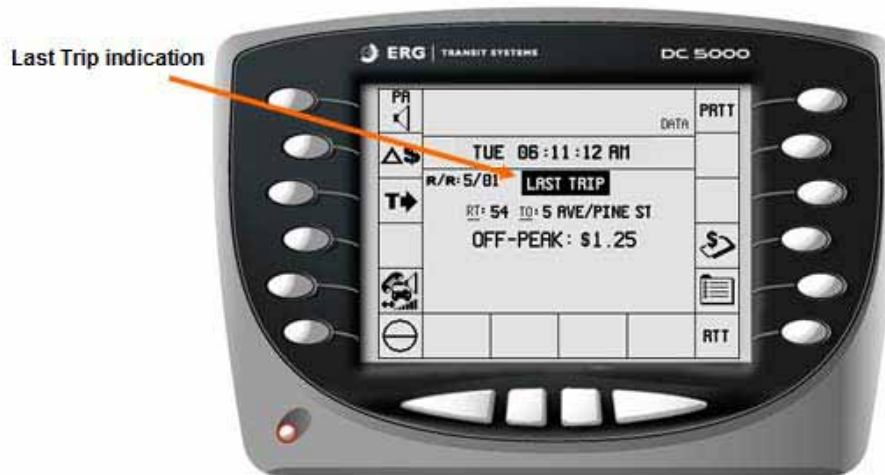 Last Trip indication
ERG | TRANSIT SYSTEMS DC 5000
PA PRTT
DATA
△$ TUE 06:11:12 AM
R/R: 5/01 LAST TRIP
T
RT: 54 TO: 5 AVE/PINE ST
OFF-PEAK: $1.25 $
RTT